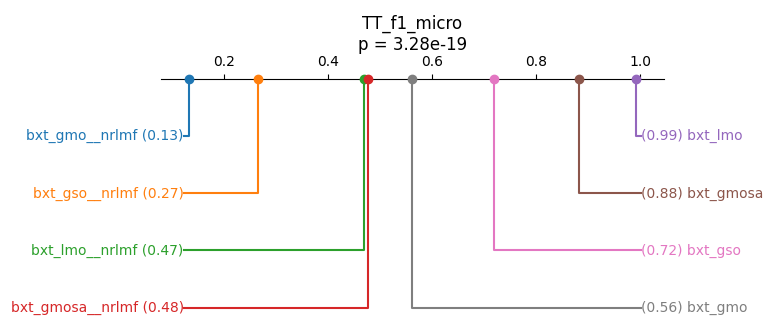 TT_f1_micro
p = 3.28e-19
0.2 0.4 0.6 0.8 1.0
bxt_gmo__nrlmf (0.13) (0.99) bxt_lmo
bxt_gso__nrlmf (0.27) (0.88) bxt_gmosa
bxt_lmo__nrlmf (0.47) (0.72) bxt_gso
bxt_gmosa__nrlmf (0.48) (0.56) bxt_gmo